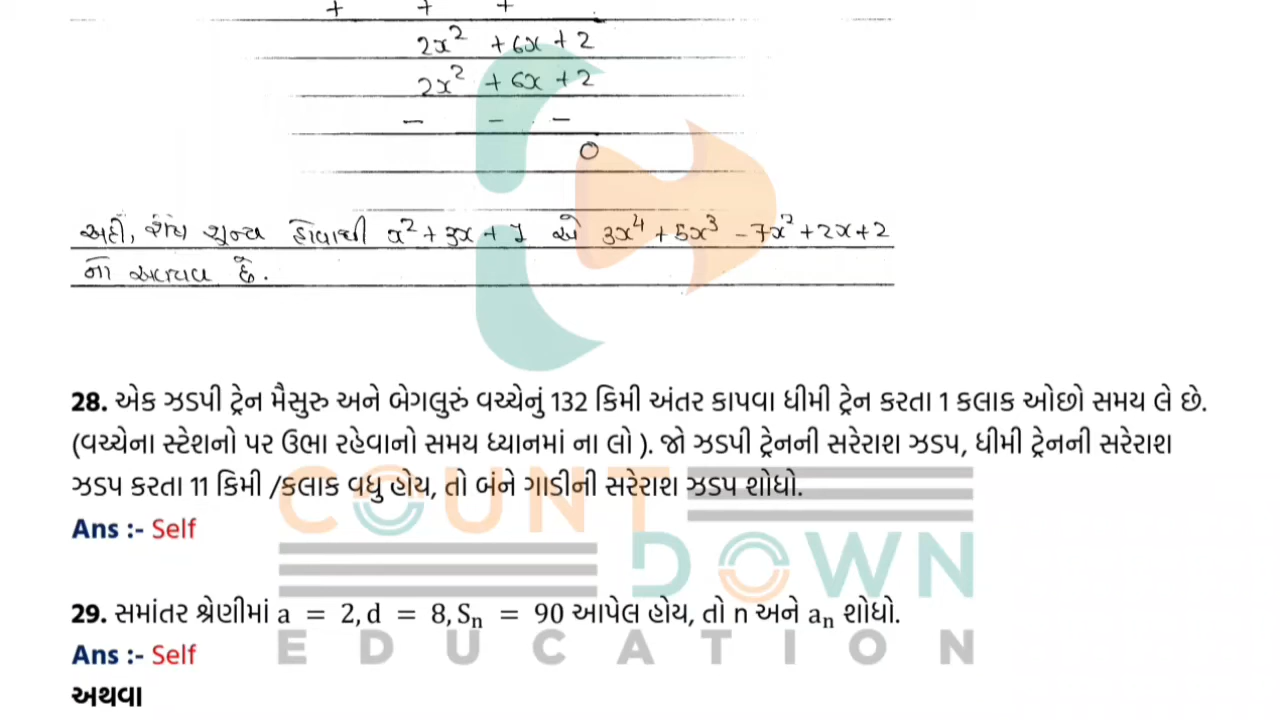 + + +
2x² + 6x + 2
2x² + 6x + 2
− − −
0
અહીં, શેષ શૂન્ય હોવાથી x² + 3x + 1 એ 3x⁴ + 5x³ − 7x² + 2x + 2
નો અવયવ છે.
28. એક ઝડપી ટ્રેન મૈસુરુ અને બેગલુરું વચ્ચેનું 132 કિમી અંતર કાપવા ધીમી ટ્રેન કરતા 1 કલાક ઓછો સમય લે છે.
(વચ્ચેના સ્ટેશનો પર ઉભા રહેવાનો સમય ધ્યાનમાં ના લો ). જો ઝડપી ટ્રેનની સરેરાશ ઝડપ, ધીમી ટ્રેનની સરેરાશ
ઝડપ કરતા 11 કિમી /કલાક વધુ હોય, તો બંને ગાડીની સરેરાશ ઝડપ શોધો.
COUNT
Ans :- Self
DOWN
29. સમાંતર શ્રેણીમાં a = 2, d = 8, Sₙ = 90 આપેલ હોય, તો n અને aₙ શોધો.
EDUCATION
Ans :- Self
અથવા